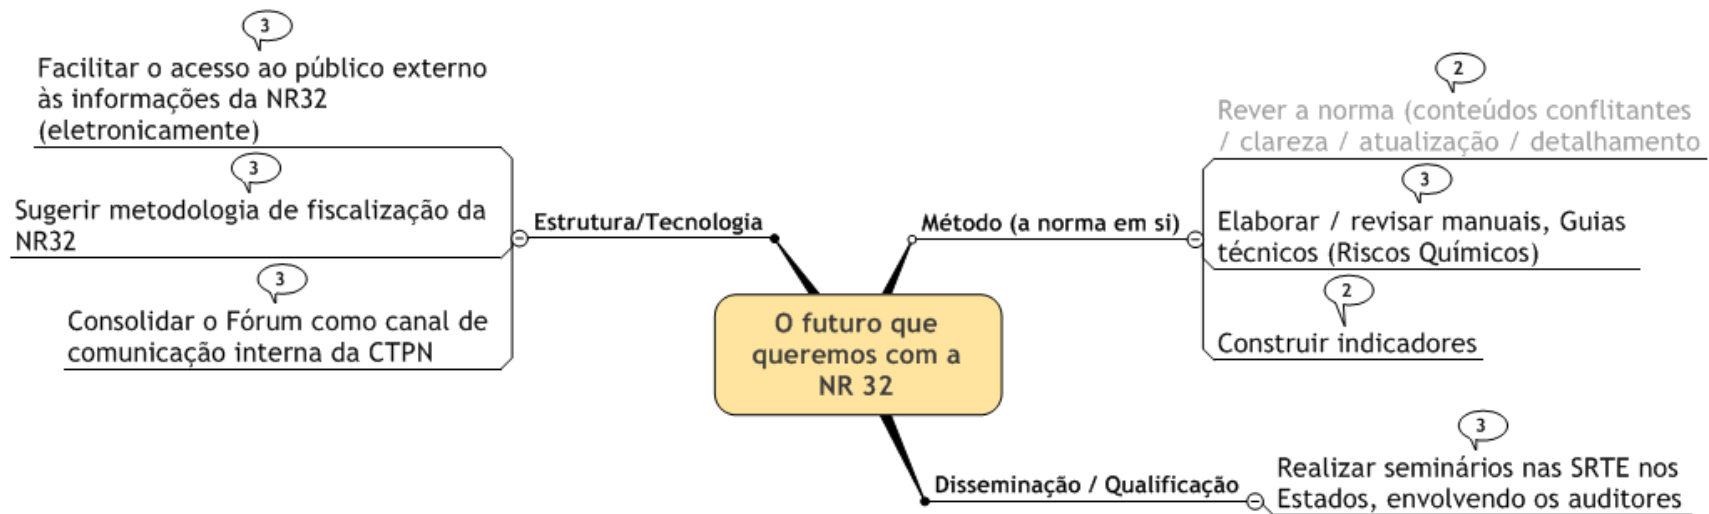 3
Facilitar o acesso ao público externo
às informações da NR32
(eletronicamente)
3
Sugerir metodologia de fiscalização da
NR32
3
Consolidar o Fórum como canal de
comunicação interna da CTPN
Estrutura/Tecnologia
O futuro que
queremos com a
NR 32
Método (a norma em si)
2
Rever a norma (conteúdos conflitantes
/ clareza / atualização / detalhamento
3
Elaborar / revisar manuais, Guias
técnicos (Riscos Químicos)
2
Construir indicadores
Disseminação / Qualificação
3
Realizar seminários nas SRTE nos
Estados, envolvendo os auditores